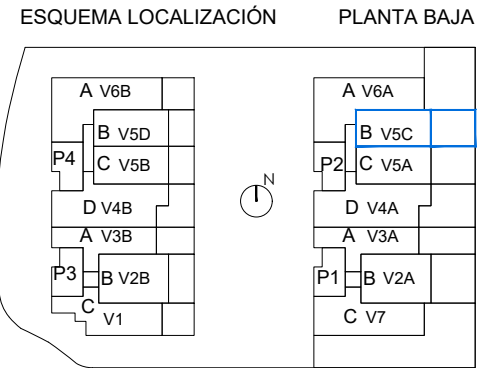 ESQUEMA LOCALIZACIÓN PLANTA BAJA
A V6B A V6A
B V5D B V5C
P4 C V5B P2 C V5A
N
D V4B D V4A
A V3B A V3A
P3 B V2B P1 B V2A
C V1 C V7